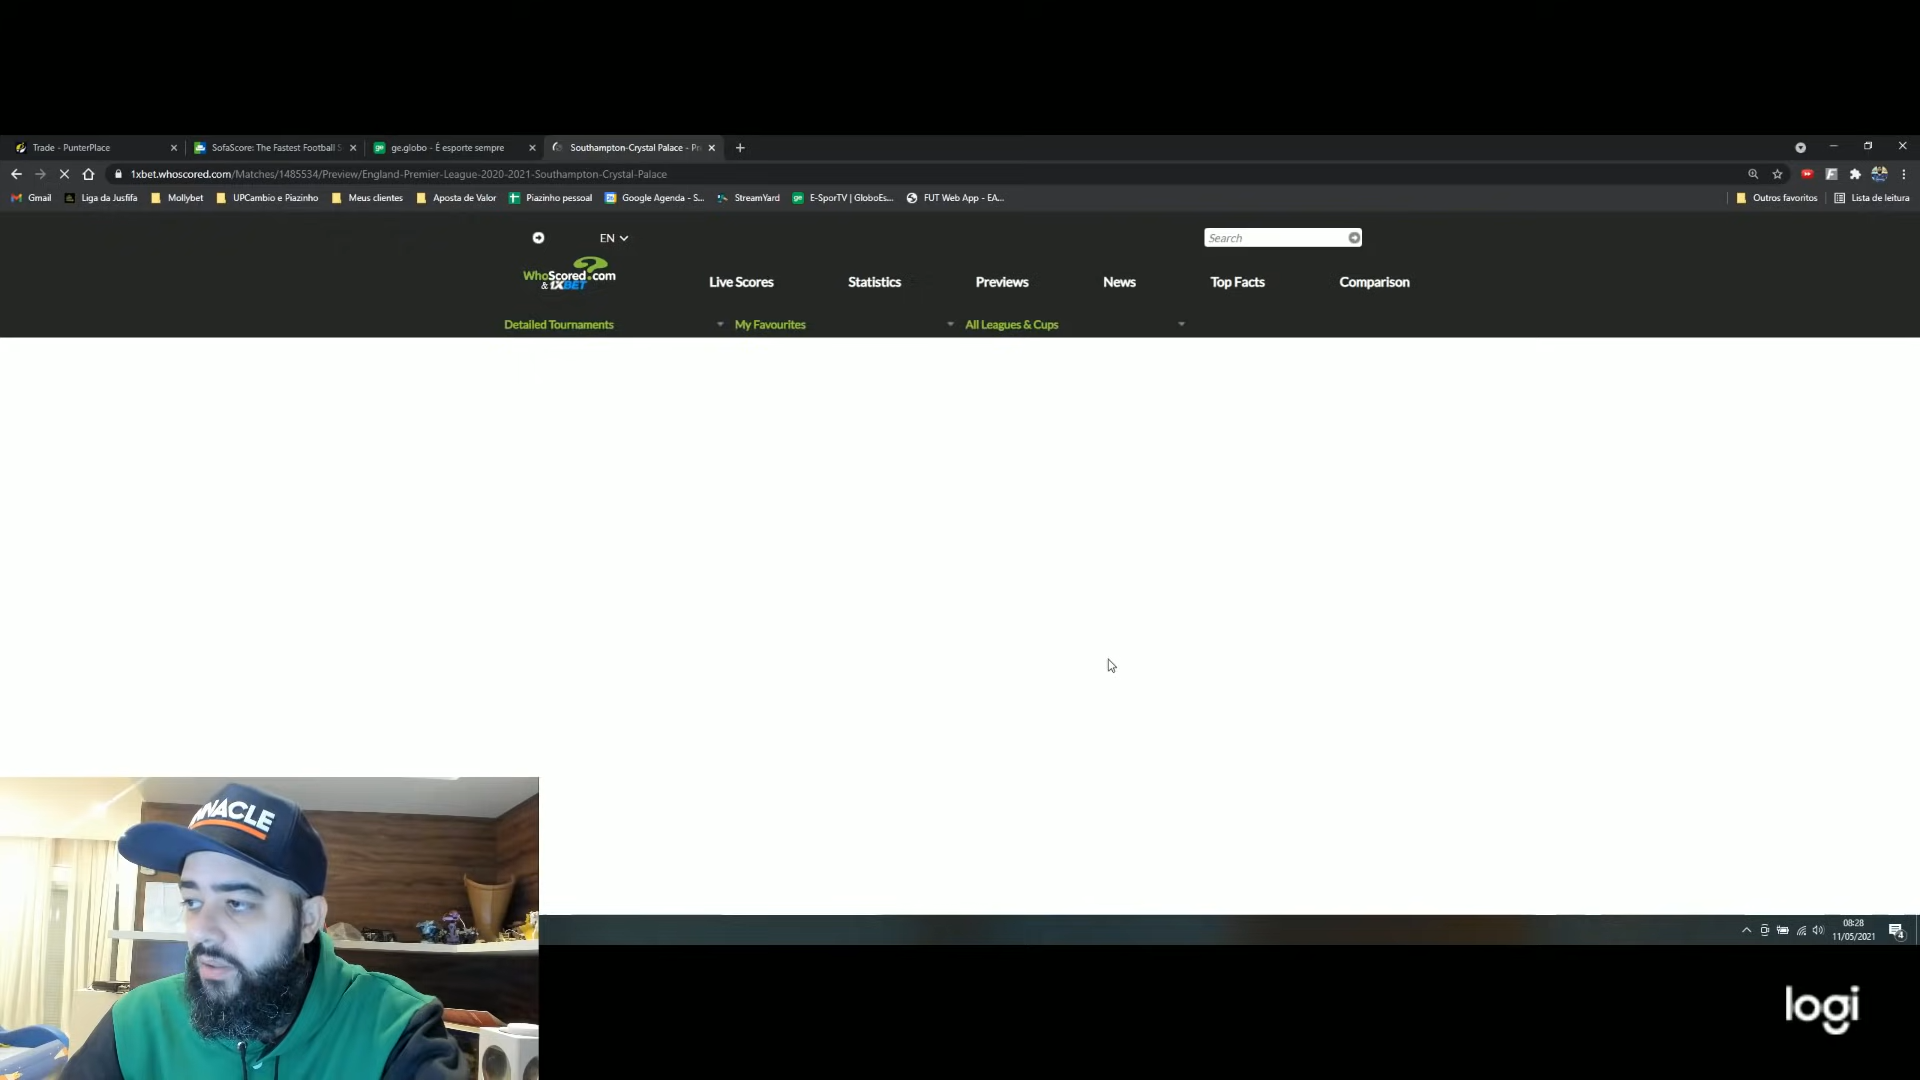 Trade - PunterPlace
SofaScore: The Fastest Football S
ge.globo - É esporte sempre
Southampton-Crystal Palace - Pr
1xbet.whoscored.com/Matches/1485534/Preview/England-Premier-League-2020-2021-Southampton-Crystal-Palace
Gmail
Liga da Jusfifa
Mollybet
UPCambio e Piazinho
Meus clientes
Aposta de Valor
Piazinho pessoal
Google Agenda - S...
StreamYard
E-SporTV | GloboEs...
FUT Web App - EA...
Outros favoritos
Lista de leitura
EN
Search
WhoScored.com
& 1XBET
Live Scores
Statistics
Previews
News
Top Facts
Comparison
Detailed Tournaments
My Favourites
All Leagues & Cups
08:28
11/05/2021
4
logi